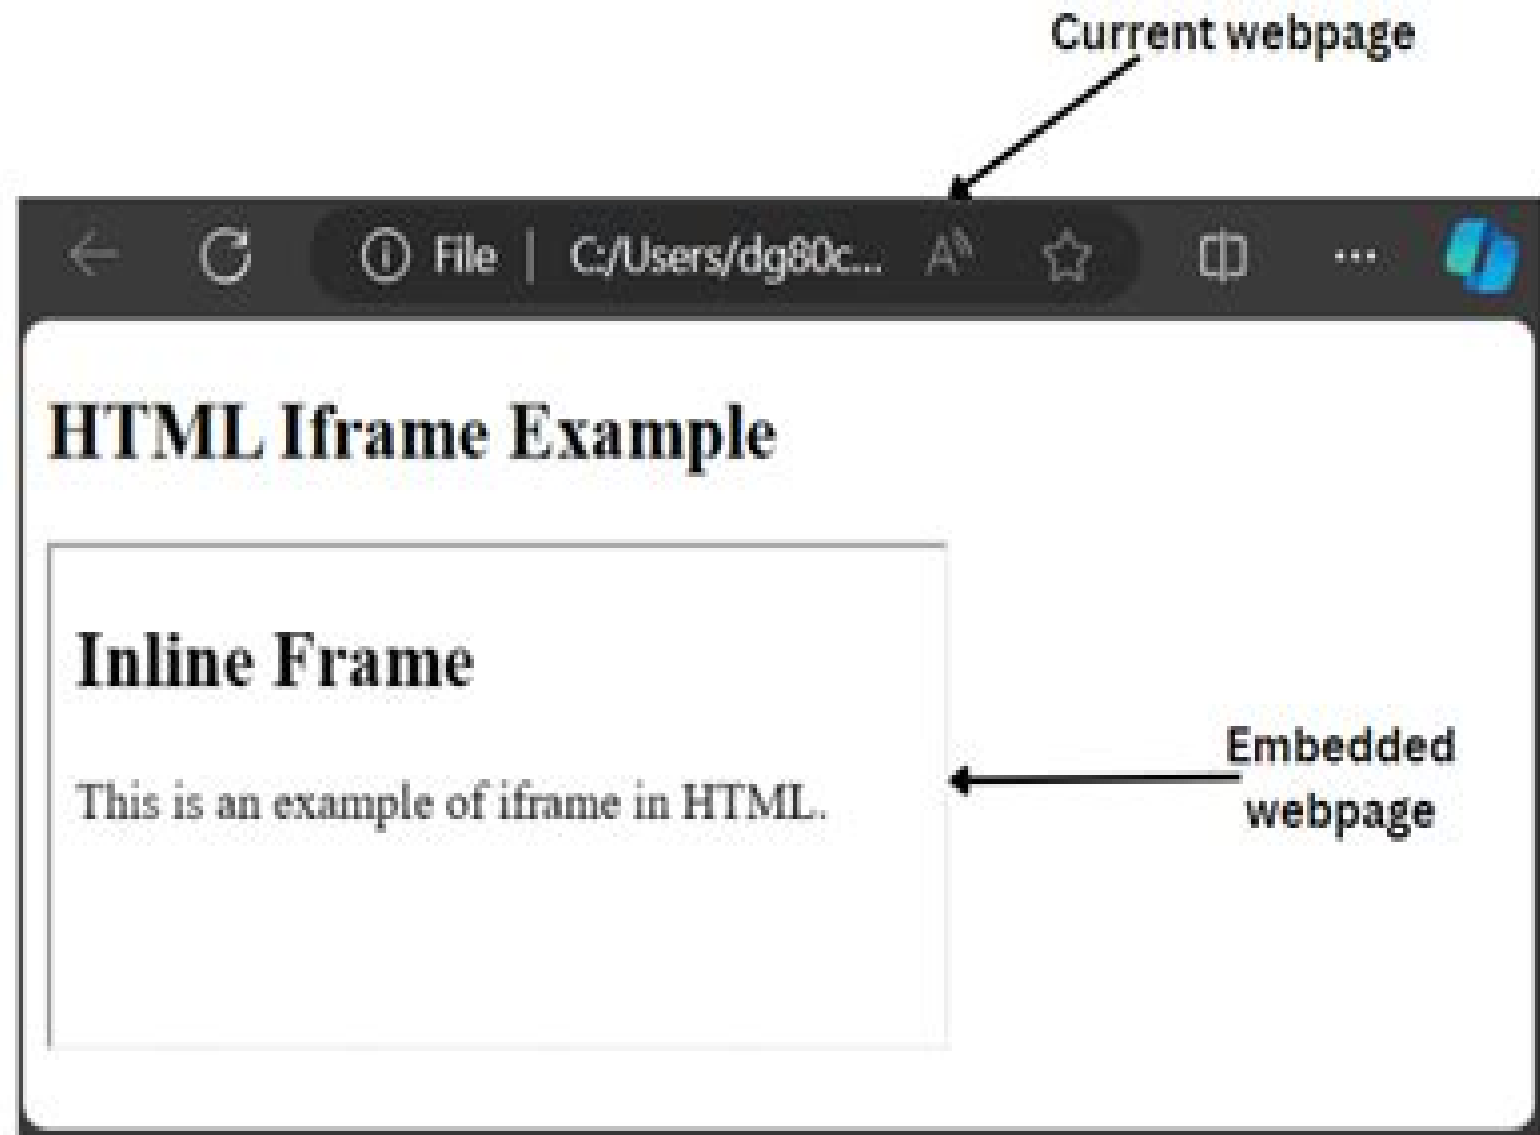 Current webpage
File | C:/Users/dg80c...
HTML Iframe Example
Inline Frame
This is an example of iframe in HTML.
Embedded
webpage